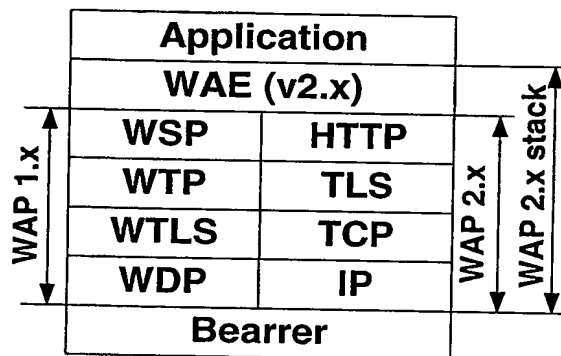 Application
WAE (v2.x)
WSP HTTP
WTP TLS
WTLS TCP
WDP IP
Bearrer
WAP 1.x
WAP 2.x
WAP 2.x stack